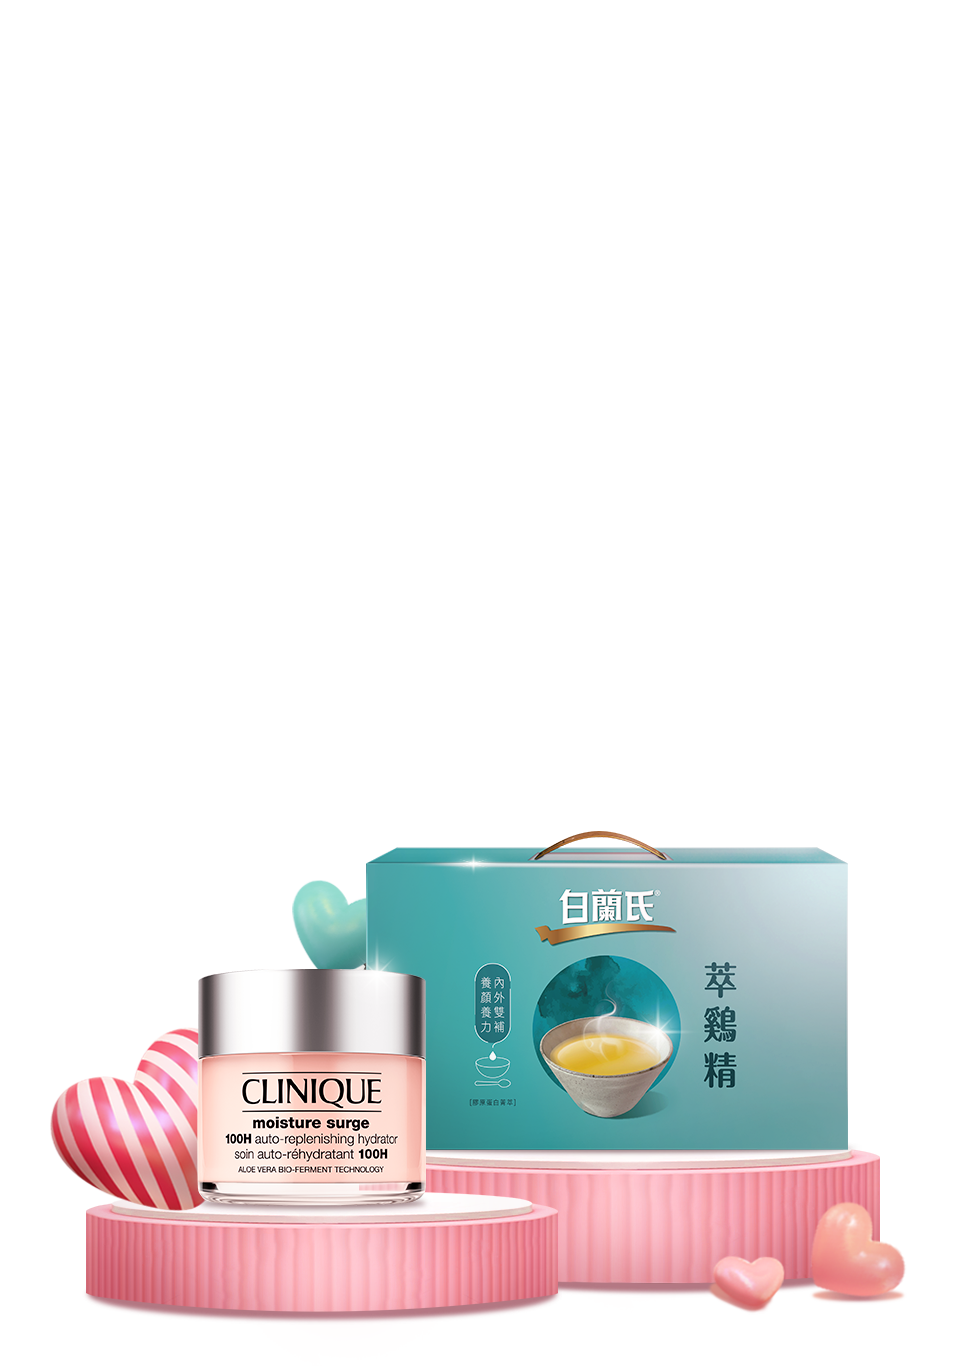 白蘭氏®
內外雙補
養顏養力
萃鷄精
CLINIQUE
moisture surge
100H auto-replenishing hydrator
soin auto-réhydratant 100H
ALOE VERA BIO-FERMENT TECHNOLOGY